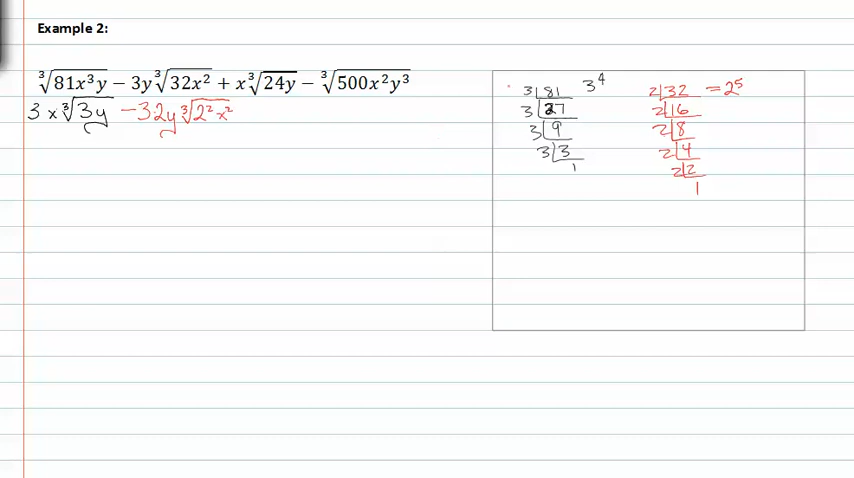 Example 2:
∛(81x³y) − 3y∛(32x²) + x∛(24y) − ∛(500x²y³)
3x∛(3y) − 3·2y∛(2²x²)
3|81 3⁴
3|27
3|9
3|3
1
2|32 = 2⁵
2|16
2|8
2|4
2|2
1